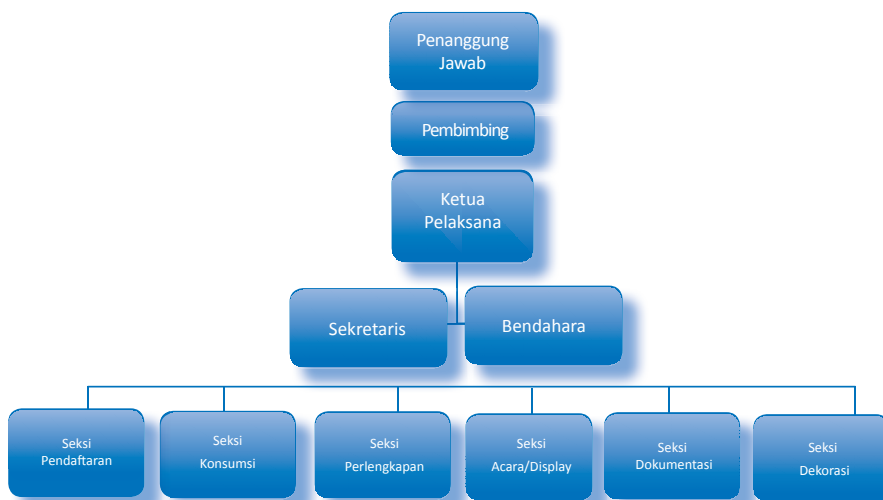 Penanggung
Jawab
Pembimbing
Ketua
Pelaksana
Sekretaris
Bendahara
Seksi
Pendaftaran
Seksi
Konsumsi
Seksi
Perlengkapan
Seksi
Acara/Display
Seksi
Dokumentasi
Seksi
Dekorasi